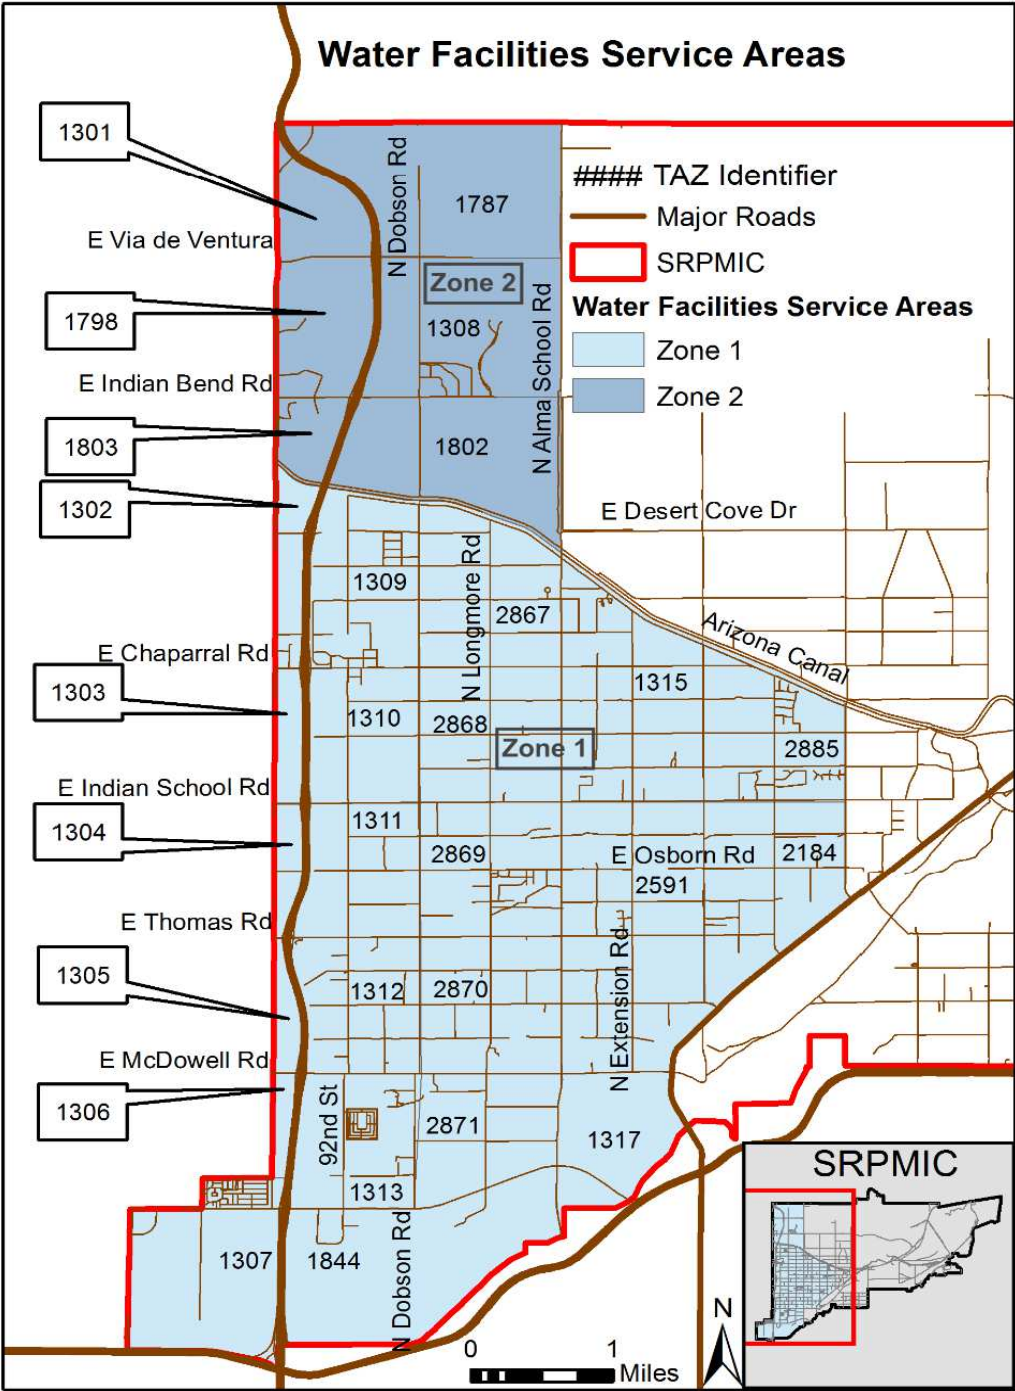 Water Facilities Service Areas
1301
N Dobson Rd
1787
#### TAZ Identifier
Major Roads
E Via de Ventura
SRPMIC
Zone 2
Water Facilities Service Areas
1798
1308
N Alma School Rd
Zone 1
E Indian Bend Rd
Zone 2
1803
1802
1302
E Desert Cove Dr
1309
N Longmore Rd
2867
Arizona Canal
E Chaparral Rd
1315
1303
1310
2868
Zone 1
2885
E Indian School Rd
1304
1311
2869
E Osborn Rd
2184
2591
E Thomas Rd
1305
1312
2870
N Extension Rd
E McDowell Rd
1306
92nd St
2871
1317
SRPMIC
1313
N Dobson Rd
1307
1844
N
0 1
Miles